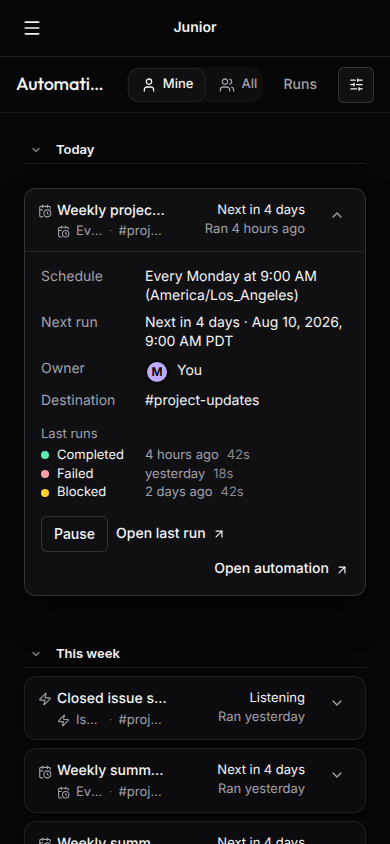 Junior
Automati...
Mine
All
Runs
Today
Weekly projec...
Next in 4 days
Ev... · #proj...
Ran 4 hours ago
Schedule
Every Monday at 9:00 AM
(America/Los_Angeles)
Next run
Next in 4 days · Aug 10, 2026,
9:00 AM PDT
Owner
M You
Destination
#project-updates
Last runs
Completed 4 hours ago 42s
Failed yesterday 18s
Blocked 2 days ago 42s
Pause
Open last run
Open automation
This week
Closed issue s...
Listening
Is... · #proj...
Ran yesterday
Weekly summ...
Next in 4 days
Ev... · #proj...
Ran yesterday
Weekly summ...
Next in 4 days